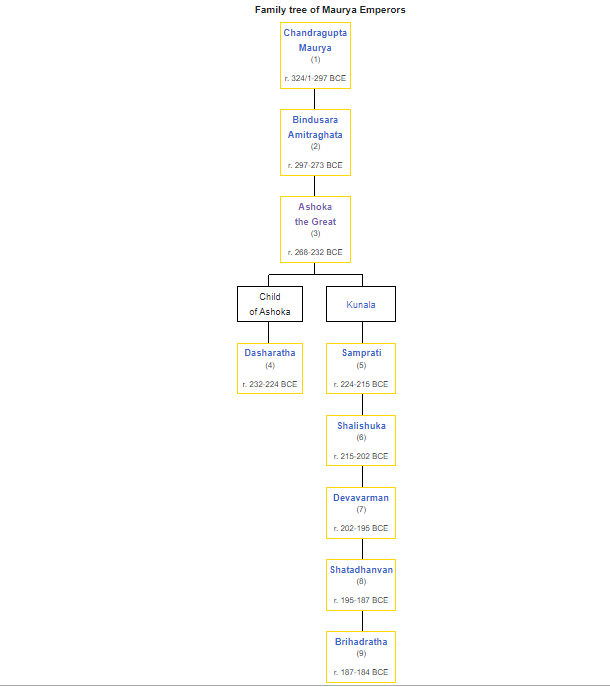 Family tree of Maurya Emperors
Chandragupta
Maurya
(1)
r. 324/1-297 BCE
Bindusara
Amitraghata
(2)
r. 297-273 BCE
Ashoka
the Great
(3)
r. 268-232 BCE
Child
of Ashoka
Kunala
Dasharatha
(4)
r. 232-224 BCE
Samprati
(5)
r. 224-215 BCE
Shalishuka
(6)
r. 215-202 BCE
Devavarman
(7)
r. 202-195 BCE
Shatadhanvan
(8)
r. 195-187 BCE
Brihadratha
(9)
r. 187-184 BCE